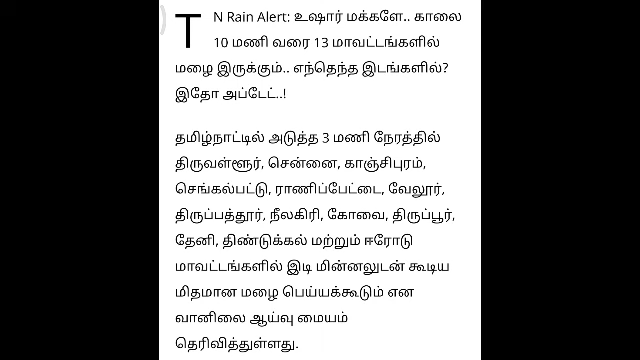 TN Rain Alert: உஷார் மக்களே.. காலை
10 மணி வரை 13 மாவட்டங்களில்
மழை இருக்கும்.. எந்தெந்த இடங்களில்?
இதோ அப்டேட்..!
தமிழ்நாட்டில் அடுத்த 3 மணி நேரத்தில்
திருவள்ளூர், சென்னை, காஞ்சிபுரம்,
செங்கல்பட்டு, ராணிப்பேட்டை, வேலூர்,
திருப்பத்தூர், நீலகிரி, கோவை, திருப்பூர்,
தேனி, திண்டுக்கல் மற்றும் ஈரோடு
மாவட்டங்களில் இடி மின்னலுடன் கூடிய
மிதமான மழை பெய்யக்கூடும் என
வானிலை ஆய்வு மையம்
தெரிவித்துள்ளது.